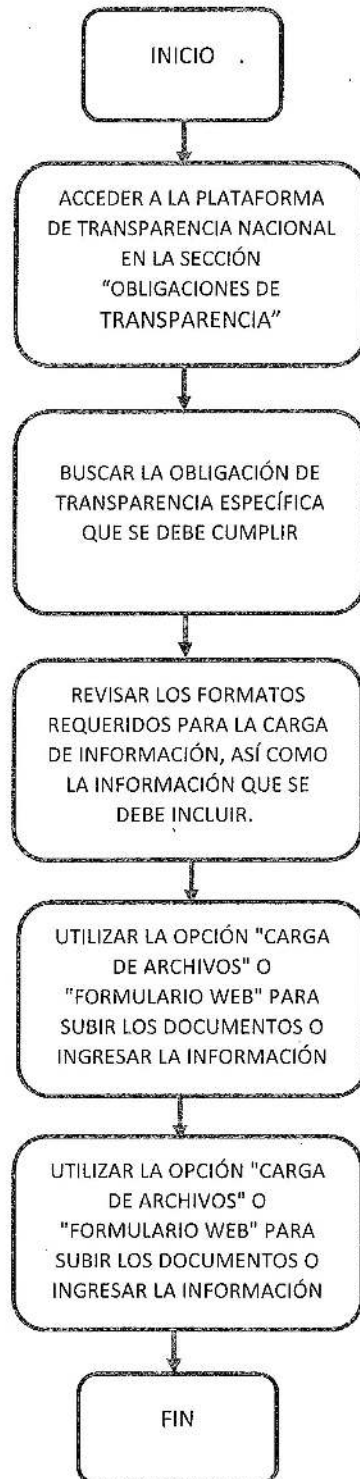 INICIO
ACCEDER A LA PLATAFORMA
DE TRANSPARENCIA NACIONAL
EN LA SECCIÓN
"OBLIGACIONES DE
TRANSPARENCIA"
BUSCAR LA OBLIGACIÓN DE
TRANSPARENCIA ESPECÍFICA
QUE SE DEBE CUMPLIR
REVISAR LOS FORMATOS
REQUERIDOS PARA LA CARGA
DE INFORMACIÓN, ASÍ COMO
LA INFORMACIÓN QUE SE
DEBE INCLUIR.
UTILIZAR LA OPCIÓN "CARGA
DE ARCHIVOS" O
"FORMULARIO WEB" PARA
SUBIR LOS DOCUMENTOS O
INGRESAR LA INFORMACIÓN
UTILIZAR LA OPCIÓN "CARGA
DE ARCHIVOS" O
"FORMULARIO WEB" PARA
SUBIR LOS DOCUMENTOS O
INGRESAR LA INFORMACIÓN
FIN